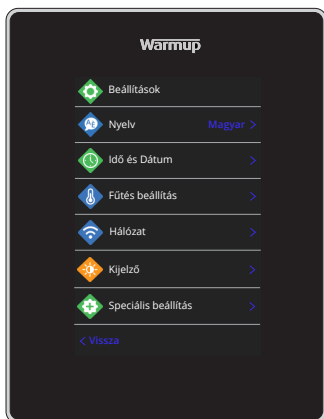 Warmup
Beállítások
Nyelv Magyar >
Idő és Dátum >
Fűtés beállítás >
Hálózat >
Kijelző >
Speciális beállítás >
< Vissza